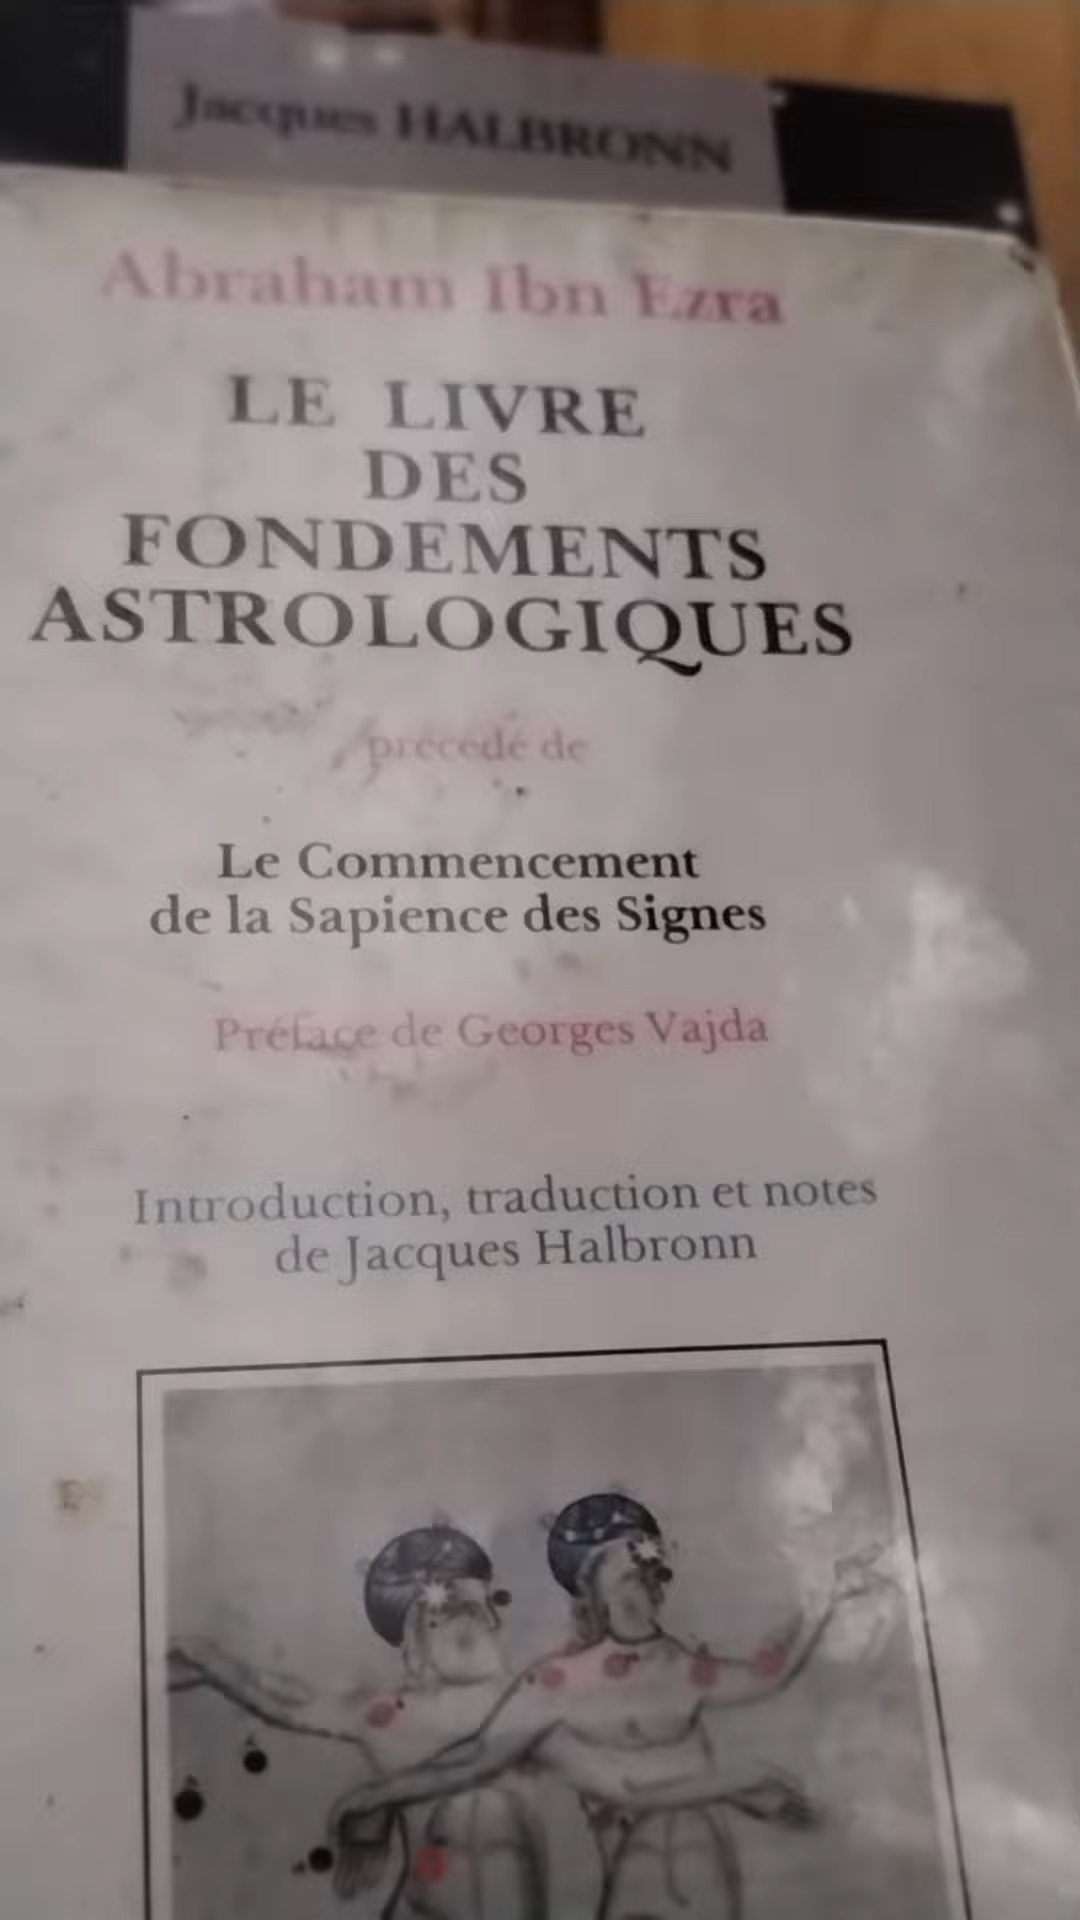 Jacques HALBRONN
Abraham Ibn Ezra
LE LIVRE
DES
FONDEMENTS
ASTROLOGIQUES
précédé de
Le Commencement
de la Sapience des Signes
Préface de Georges Vajda
Introduction, traduction et notes
de Jacques Halbronn